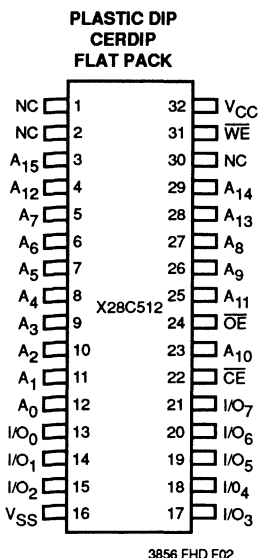 PLASTIC DIP
CERDIP
FLAT PACK
NC 1 32 VCC
NC 2 31 WE
A15 3 30 NC
A12 4 29 A14
A7 5 28 A13
A6 6 27 A8
A5 7 26 A9
A4 8 25 A11
X28C512
A3 9 24 OE
A2 10 23 A10
A1 11 22 CE
A0 12 21 I/O7
I/O0 13 20 I/O6
I/O1 14 19 I/O5
I/O2 15 18 I/04
VSS 16 17 I/O3
3856 FHD F02